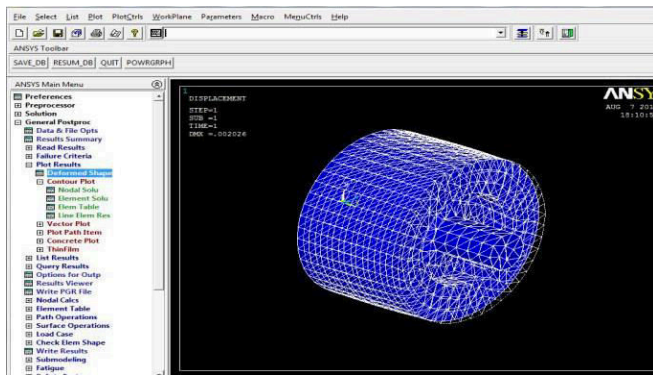 File Select List Plot PlotCtrls WorkPlane Parameters Macro MenuCtrls Help
ANSYS Toolbar
SAVE_DB RESUM_DB QUIT POWRGRPH
ANSYS Main Menu
Preferences
Preprocessor
Solution
General Postproc
Data & File Opts
Results Summary
Read Results
Failure Criteria
Plot Results
Deformed Shape
Contour Plot
Nodal Solu
Element Solu
Elem Table
Line Elem Res
Vector Plot
Plot Path Item
Concrete Plot
ThinFilm
List Results
Query Results
Options for Outp
Results Viewer
Write PGR File
Nodal Calcs
Element Table
Path Operations
Surface Operations
Load Case
Check Elem Shape
Write Results
Submodeling
Fatigue
1
DISPLACEMENT
STEP=1
SUB =1
TIME=1
DMX =.002026
ANSY
AUG 7 201